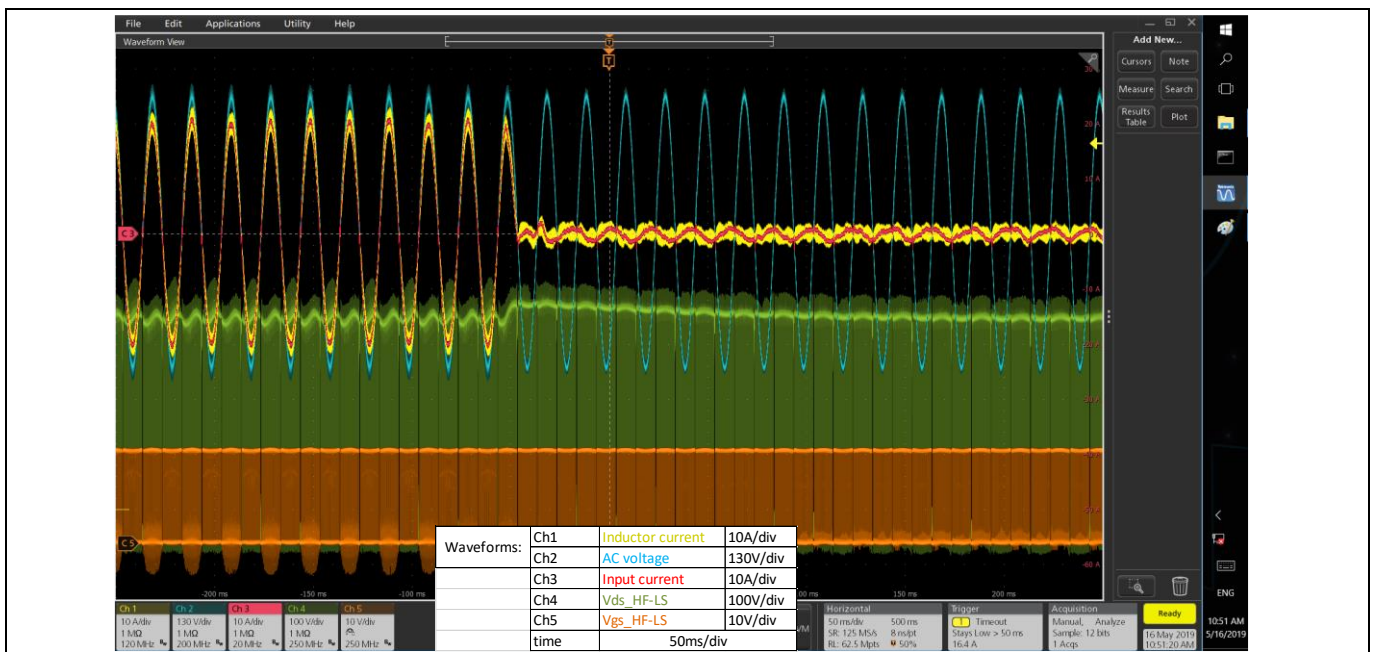 File Edit Applications Utility Help
Waveform View
Add New...
Cursors Note
Measure Search
Results Table Plot
T
20 A
10 A
-60 A
C 3
C 5
-200 ms -150 ms -100 ms 150 ms 200 ms
Waveforms: Ch1 Inductor current 10A/div
Ch2 AC voltage 130V/div
Ch3 Input current 10A/div
Ch4 Vds_HF-LS 100V/div
Ch5 Vgs_HF-LS 10V/div
time 50ms/div
Ch 1
10 A/div
1 MΩ
120 MHz
Ch 2
130 V/div
1 MΩ
200 MHz
Ch 3
10 A/div
1 MΩ
20 MHz
Ch 4
100 V/div
1 MΩ
250 MHz
Ch 5
10 V/div
250 MHz
Horizontal
50 ms/div 500 ms
SR: 125 MS/s 8 ns/pt
RL: 62.5 Mpts 50%
Trigger
1 Timeout
Stays Low > 50 ms
16.4 A
Acquisition
Manual, Analyze
Sample: 12 bits
1 Acqs
Ready
16 May 2019
10:51:20 AM
ENG
10:51 AM
5/16/2019